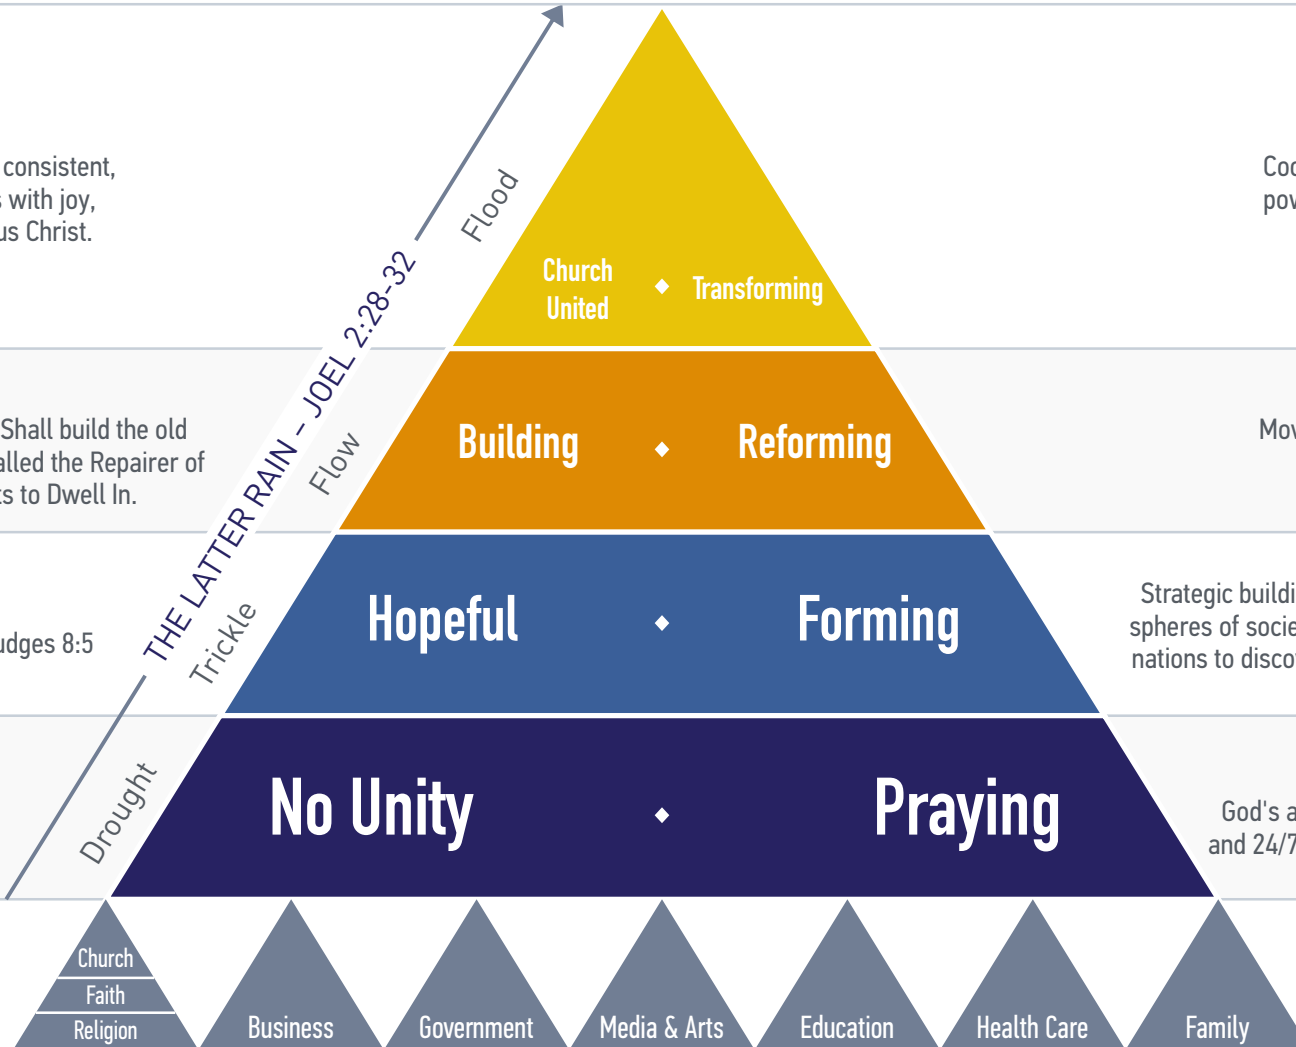 consistent,
with joy,
us Christ.
Flood
Church
United
Transforming
THE LATTER RAIN – JOEL 2:28-32
Shall build the old
alled the Repairer of
ts to Dwell In.
Flow
Building
Reforming
udges 8:5
Trickle
Hopeful
Forming
Strategic buildi
spheres of socie
nations to disco
Mov
Coo
pov
Drought
No Unity
Praying
God's a
and 24/7
Church
Faith
Religion
Business
Government
Media & Arts
Education
Health Care
Family